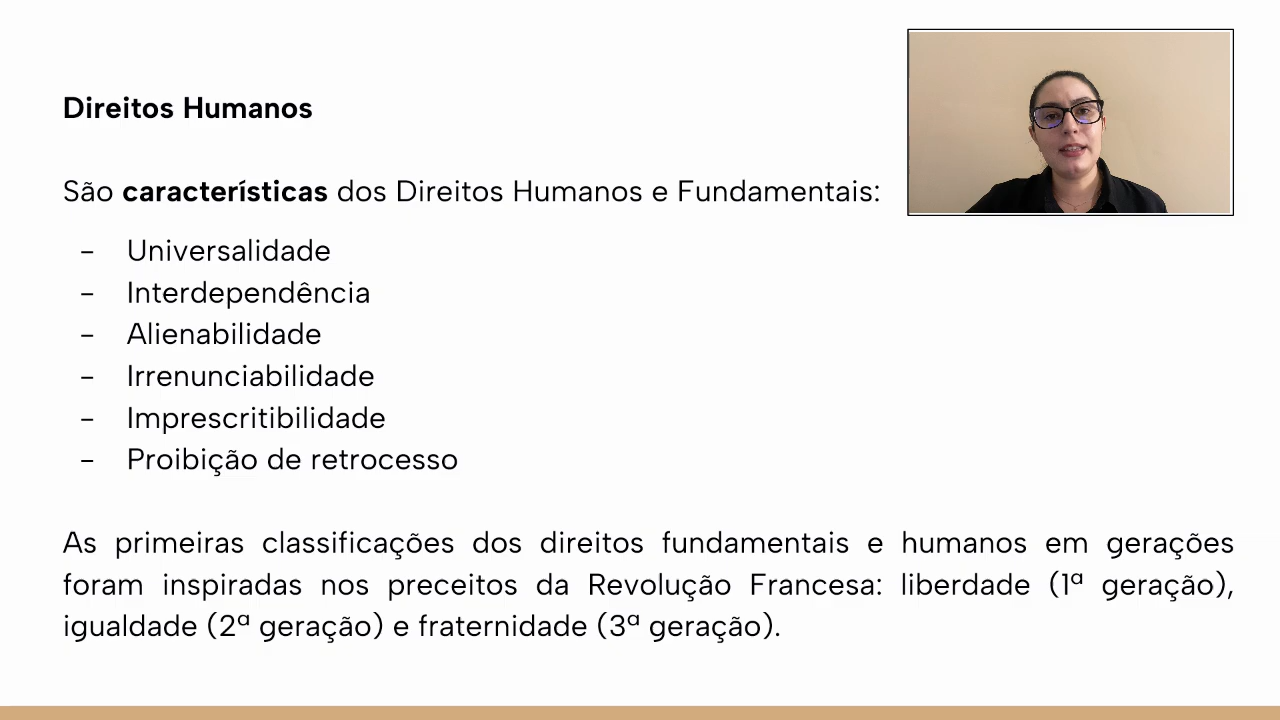 Direitos Humanos
São características dos Direitos Humanos e Fundamentais:
- Universalidade
- Interdependência
- Alienabilidade
- Irrenunciabilidade
- Imprescritibilidade
- Proibição de retrocesso
As primeiras classificações dos direitos fundamentais e humanos em gerações
foram inspiradas nos preceitos da Revolução Francesa: liberdade (1ª geração),
igualdade (2ª geração) e fraternidade (3ª geração).